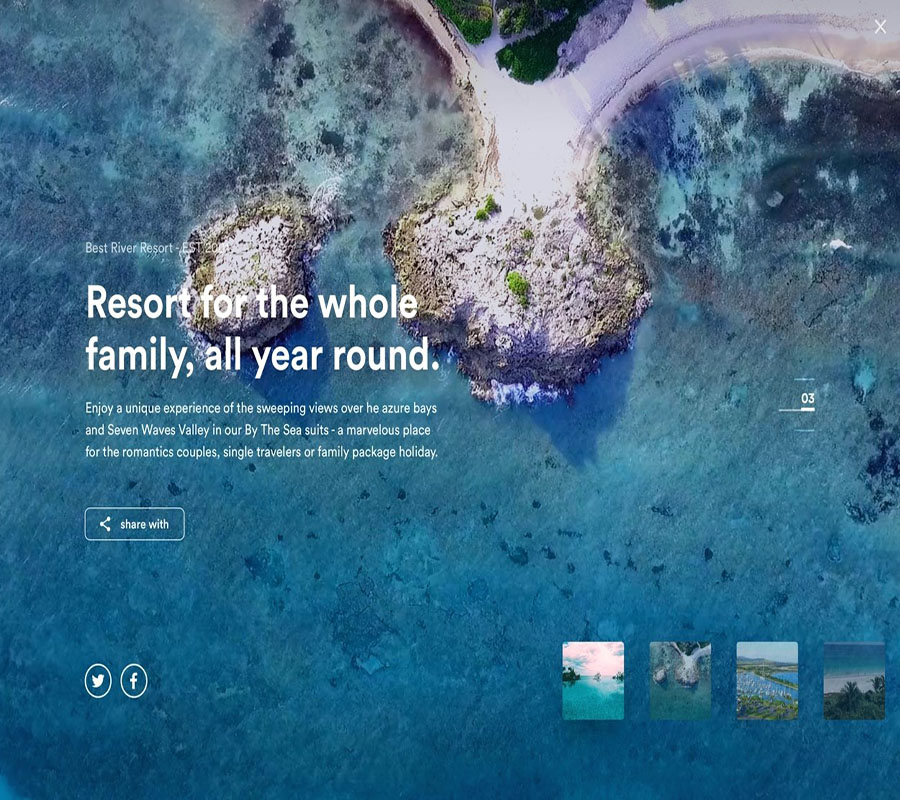 Best River Resort - EST
Resort for the whole
family, all year round.
Enjoy a unique experience of the sweeping views over he azure bays
and Seven Waves Valley in our By The Sea suits - a marvelous place
for the romantics couples, single travelers or family package holiday.
03
share with